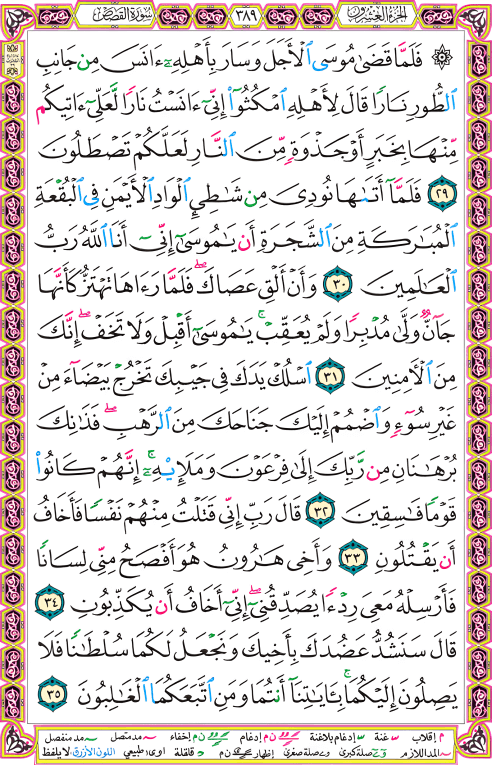 الجزء العشرون
٣٨٩
سورة القصص
۞ فَلَمَّا قَضَىٰ مُوسَى ٱلْأَجَلَ وَسَارَ بِأَهْلِهِۦٓ ءَانَسَ مِن جَانِبِ
ٱلطُّورِ نَارًا قَالَ لِأَهْلِهِ ٱمْكُثُوٓا۟ إِنِّىٓ ءَانَسْتُ نَارًا لَّعَلِّىٓ ءَاتِيكُم
مِّنْهَا بِخَبَرٍ أَوْ جَذْوَةٍ مِّنَ ٱلنَّارِ لَعَلَّكُمْ تَصْطَلُونَ
٢٩ فَلَمَّآ أَتَىٰهَا نُودِىَ مِن شَـٰطِئِ ٱلْوَادِ ٱلْأَيْمَنِ فِى ٱلْبُقْعَةِ
ٱلْمُبَـٰرَكَةِ مِنَ ٱلشَّجَرَةِ أَن يَـٰمُوسَىٰٓ إِنِّىٓ أَنَا ٱللَّهُ رَبُّ
ٱلْعَـٰلَمِينَ ٣٠ وَأَنْ أَلْقِ عَصَاكَ ۖ فَلَمَّا رَءَاهَا تَهْتَزُّ كَأَنَّهَا
جَآنٌّ وَلَّىٰ مُدْبِرًا وَلَمْ يُعَقِّبْ ۚ يَـٰمُوسَىٰٓ أَقْبِلْ وَلَا تَخَفْ ۖ إِنَّكَ
مِنَ ٱلْـَٔامِنِينَ ٣١ ٱسْلُكْ يَدَكَ فِى جَيْبِكَ تَخْرُجْ بَيْضَآءَ مِنْ
غَيْرِ سُوٓءٍ وَٱضْمُمْ إِلَيْكَ جَنَاحَكَ مِنَ ٱلرَّهْبِ ۖ فَذَٰنِكَ
بُرْهَـٰنَانِ مِن رَّبِّكَ إِلَىٰ فِرْعَوْنَ وَمَلَإِي۟هِۦٓ ۚ إِنَّهُمْ كَانُوا۟
قَوْمًا فَـٰسِقِينَ ٣٢ قَالَ رَبِّ إِنِّى قَتَلْتُ مِنْهُمْ نَفْسًا فَأَخَافُ
أَن يَقْتُلُونِ ٣٣ وَأَخِى هَـٰرُونُ هُوَ أَفْصَحُ مِنِّى لِسَانًا
فَأَرْسِلْهُ مَعِىَ رِدْءًا يُصَدِّقُنِىٓ ۖ إِنِّىٓ أَخَافُ أَن يُكَذِّبُونِ ٣٤
قَالَ سَنَشُدُّ عَضُدَكَ بِأَخِيكَ وَنَجْعَلُ لَكُمَا سُلْطَـٰنًا فَلَا
يَصِلُونَ إِلَيْكُمَا ۚ بِـَٔايَـٰتِنَآ أَنتُمَا وَمَنِ ٱتَّبَعَكُمَا ٱلْغَـٰلِبُونَ ٣٥
م إقلاب غنة إدغام بلاغنة ن م إدغام ن م إخفاء مد متصل مد منفصل
المد اللازم صلة كبرى صلة صغرى إظهار ن م قلقلة أوي: طبيعي اللون الأزرق: لا يلفظ